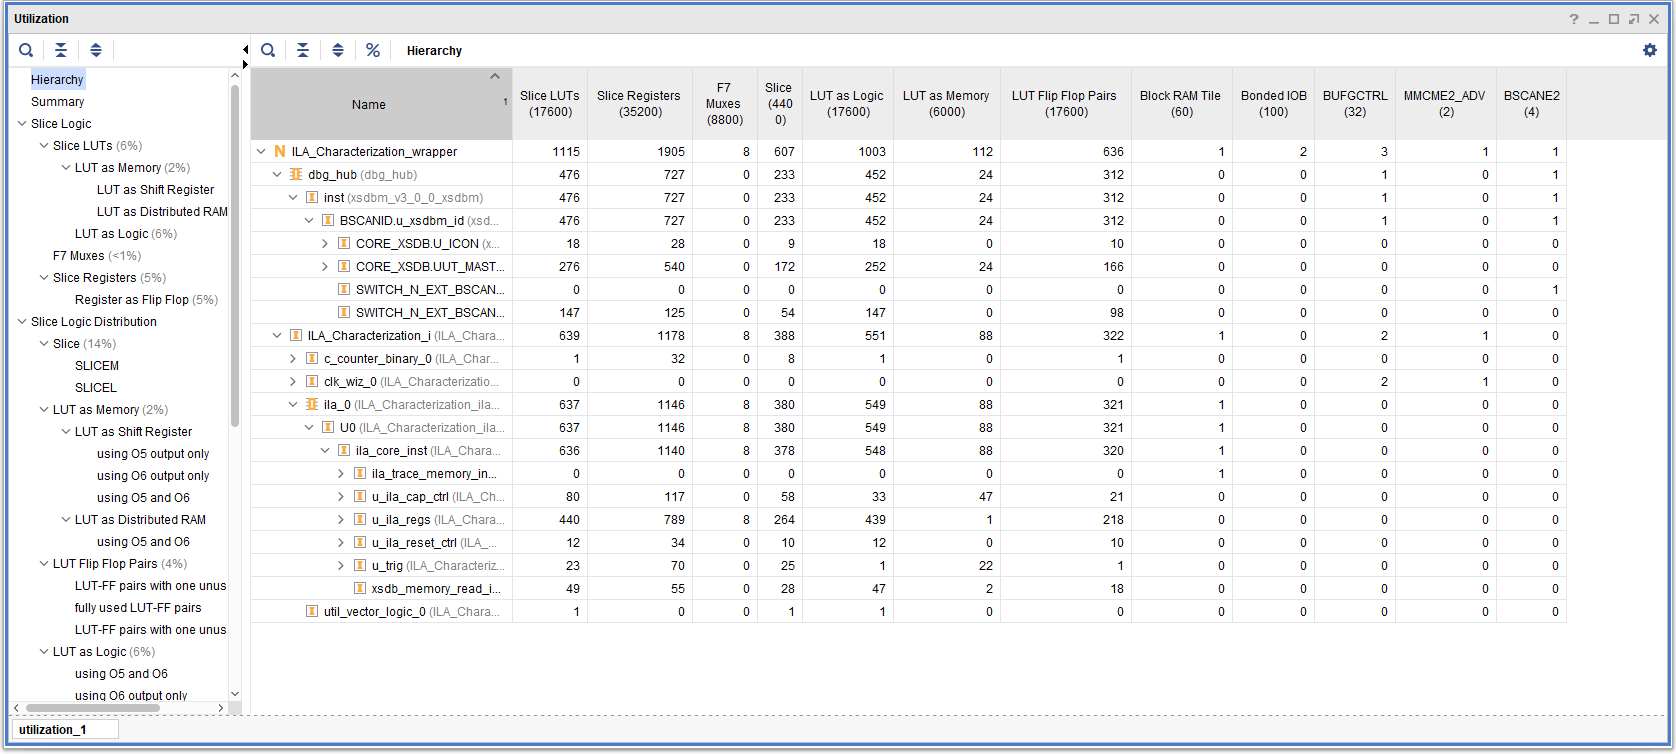 Utilization
Hierarchy
Hierarchy
Summary
Slice Logic
Slice LUTs (6%)
LUT as Memory (2%)
LUT as Shift Register
LUT as Distributed RAM
LUT as Logic (6%)
F7 Muxes (<1%)
Slice Registers (5%)
Register as Flip Flop (5%)
Slice Logic Distribution
Slice (14%)
SLICEM
SLICEL
LUT as Memory (2%)
LUT as Shift Register
using O5 output only
using O6 output only
using O5 and O6
LUT as Distributed RAM
using O5 and O6
LUT Flip Flop Pairs (4%)
LUT-FF pairs with one unus
fully used LUT-FF pairs
LUT-FF pairs with one unus
LUT as Logic (6%)
using O5 and O6
using O6 output only
Name 1 Slice LUTs (17600) Slice Registers (35200) F7 Muxes (8800) Slice (4400) LUT as Logic (17600) LUT as Memory (6000) LUT Flip Flop Pairs (17600) Block RAM Tile (60) Bonded IOB (100) BUFGCTRL (32) MMCME2_ADV (2) BSCANE2 (4)
N ILA_Characterization_wrapper 1115 1905 8 607 1003 112 636 1 2 3 1 1
dbg_hub (dbg_hub) 476 727 0 233 452 24 312 0 0 1 0 1
inst (xsdbm_v3_0_0_xsdbm) 476 727 0 233 452 24 312 0 0 1 0 1
BSCANID.u_xsdbm_id (xsd... 476 727 0 233 452 24 312 0 0 1 0 1
CORE_XSDB.U_ICON (x... 18 28 0 9 18 0 10 0 0 0 0 0
CORE_XSDB.UUT_MAST... 276 540 0 172 252 24 166 0 0 0 0 0
SWITCH_N_EXT_BSCAN... 0 0 0 0 0 0 0 0 0 0 0 1
SWITCH_N_EXT_BSCAN... 147 125 0 54 147 0 98 0 0 0 0 0
ILA_Characterization_i (ILA_Chara... 639 1178 8 388 551 88 322 1 0 2 1 0
c_counter_binary_0 (ILA_Char... 1 32 0 8 1 0 1 0 0 0 0 0
clk_wiz_0 (ILA_Characterizatio... 0 0 0 0 0 0 0 0 0 2 1 0
ila_0 (ILA_Characterization_ila... 637 1146 8 380 549 88 321 1 0 0 0 0
U0 (ILA_Characterization_ila... 637 1146 8 380 549 88 321 1 0 0 0 0
ila_core_inst (ILA_Chara... 636 1140 8 378 548 88 320 1 0 0 0 0
ila_trace_memory_in... 0 0 0 0 0 0 0 1 0 0 0 0
u_ila_cap_ctrl (ILA_Ch... 80 117 0 58 33 47 21 0 0 0 0 0
u_ila_regs (ILA_Chara... 440 789 8 264 439 1 218 0 0 0 0 0
u_ila_reset_ctrl (ILA_... 12 34 0 10 12 0 10 0 0 0 0 0
u_trig (ILA_Characteriz... 23 70 0 25 1 22 1 0 0 0 0 0
xsdb_memory_read_i... 49 55 0 28 47 2 18 0 0 0 0 0
util_vector_logic_0 (ILA_Chara... 1 0 0 1 1 0 0 0 0 0 0 0
utilization_1